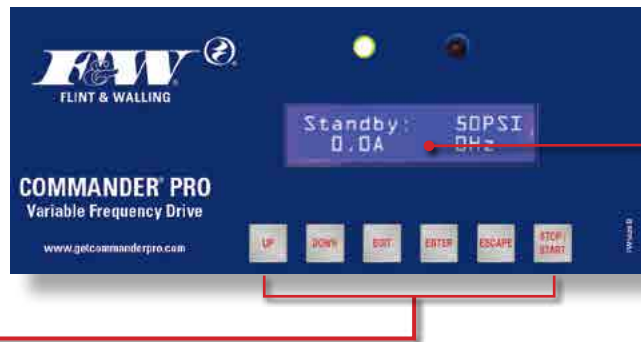 F&W
FLINT & WALLING
Standby: 50PSI
0.0A 0Hz
COMMANDER® PRO
Variable Frequency Drive
www.getcommanderpro.com
UP DOWN EDIT ENTER ESCAPE STOP/START